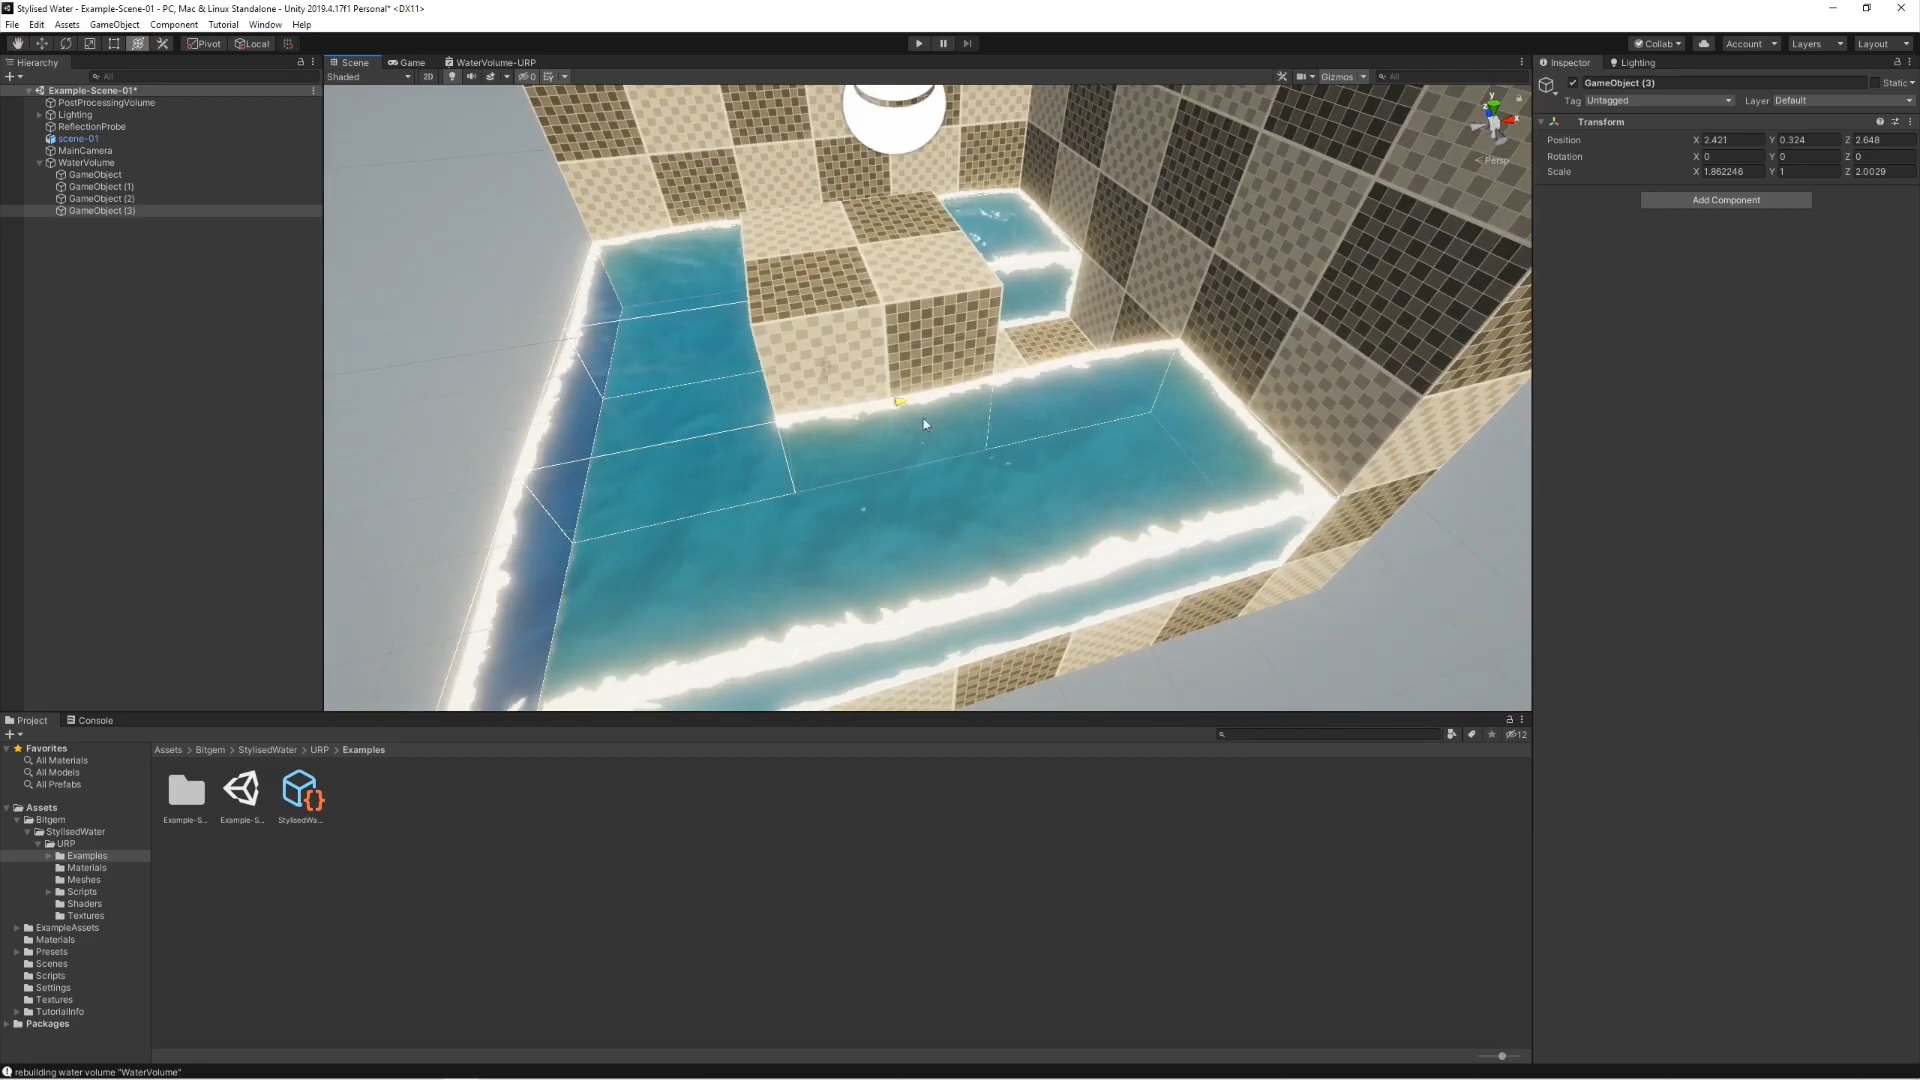 Stylised Water - Example-Scene-01 - PC, Mac & Linux Standalone - Unity 2019.4.17f1 Personal* <DX11>
File Edit Assets GameObject Component Tutorial Window Help
Pivot Local Collab Account Layers Layout
Hierarchy
All
Example-Scene-01*
PostProcessingVolume
Lighting
ReflectionProbe
scene-01
MainCamera
WaterVolume
GameObject
GameObject (1)
GameObject (2)
GameObject (3)
Scene Game WaterVolume-URP
Shaded 2D 0 Gizmos All
y
x
z
Persp
Inspector Lighting
GameObject (3) Static
Tag Untagged Layer Default
Transform
Position X 2.421 Y 0.324 Z 2.648
Rotation X 0 Y 0 Z 0
Scale X 1.862246 Y 1 Z 2.0029
Add Component
Project Console
12
Favorites
All Materials
All Models
All Prefabs
Assets
Bitgem
StylisedWater
URP
Examples
Materials
Meshes
Scripts
Shaders
Textures
ExampleAssets
Materials
Presets
Scenes
Scripts
Settings
Textures
TutorialInfo
Packages
Assets > Bitgem > StylisedWater > URP > Examples
Example-S... Example-S... StylisedWa...
rebuilding water volume "WaterVolume"